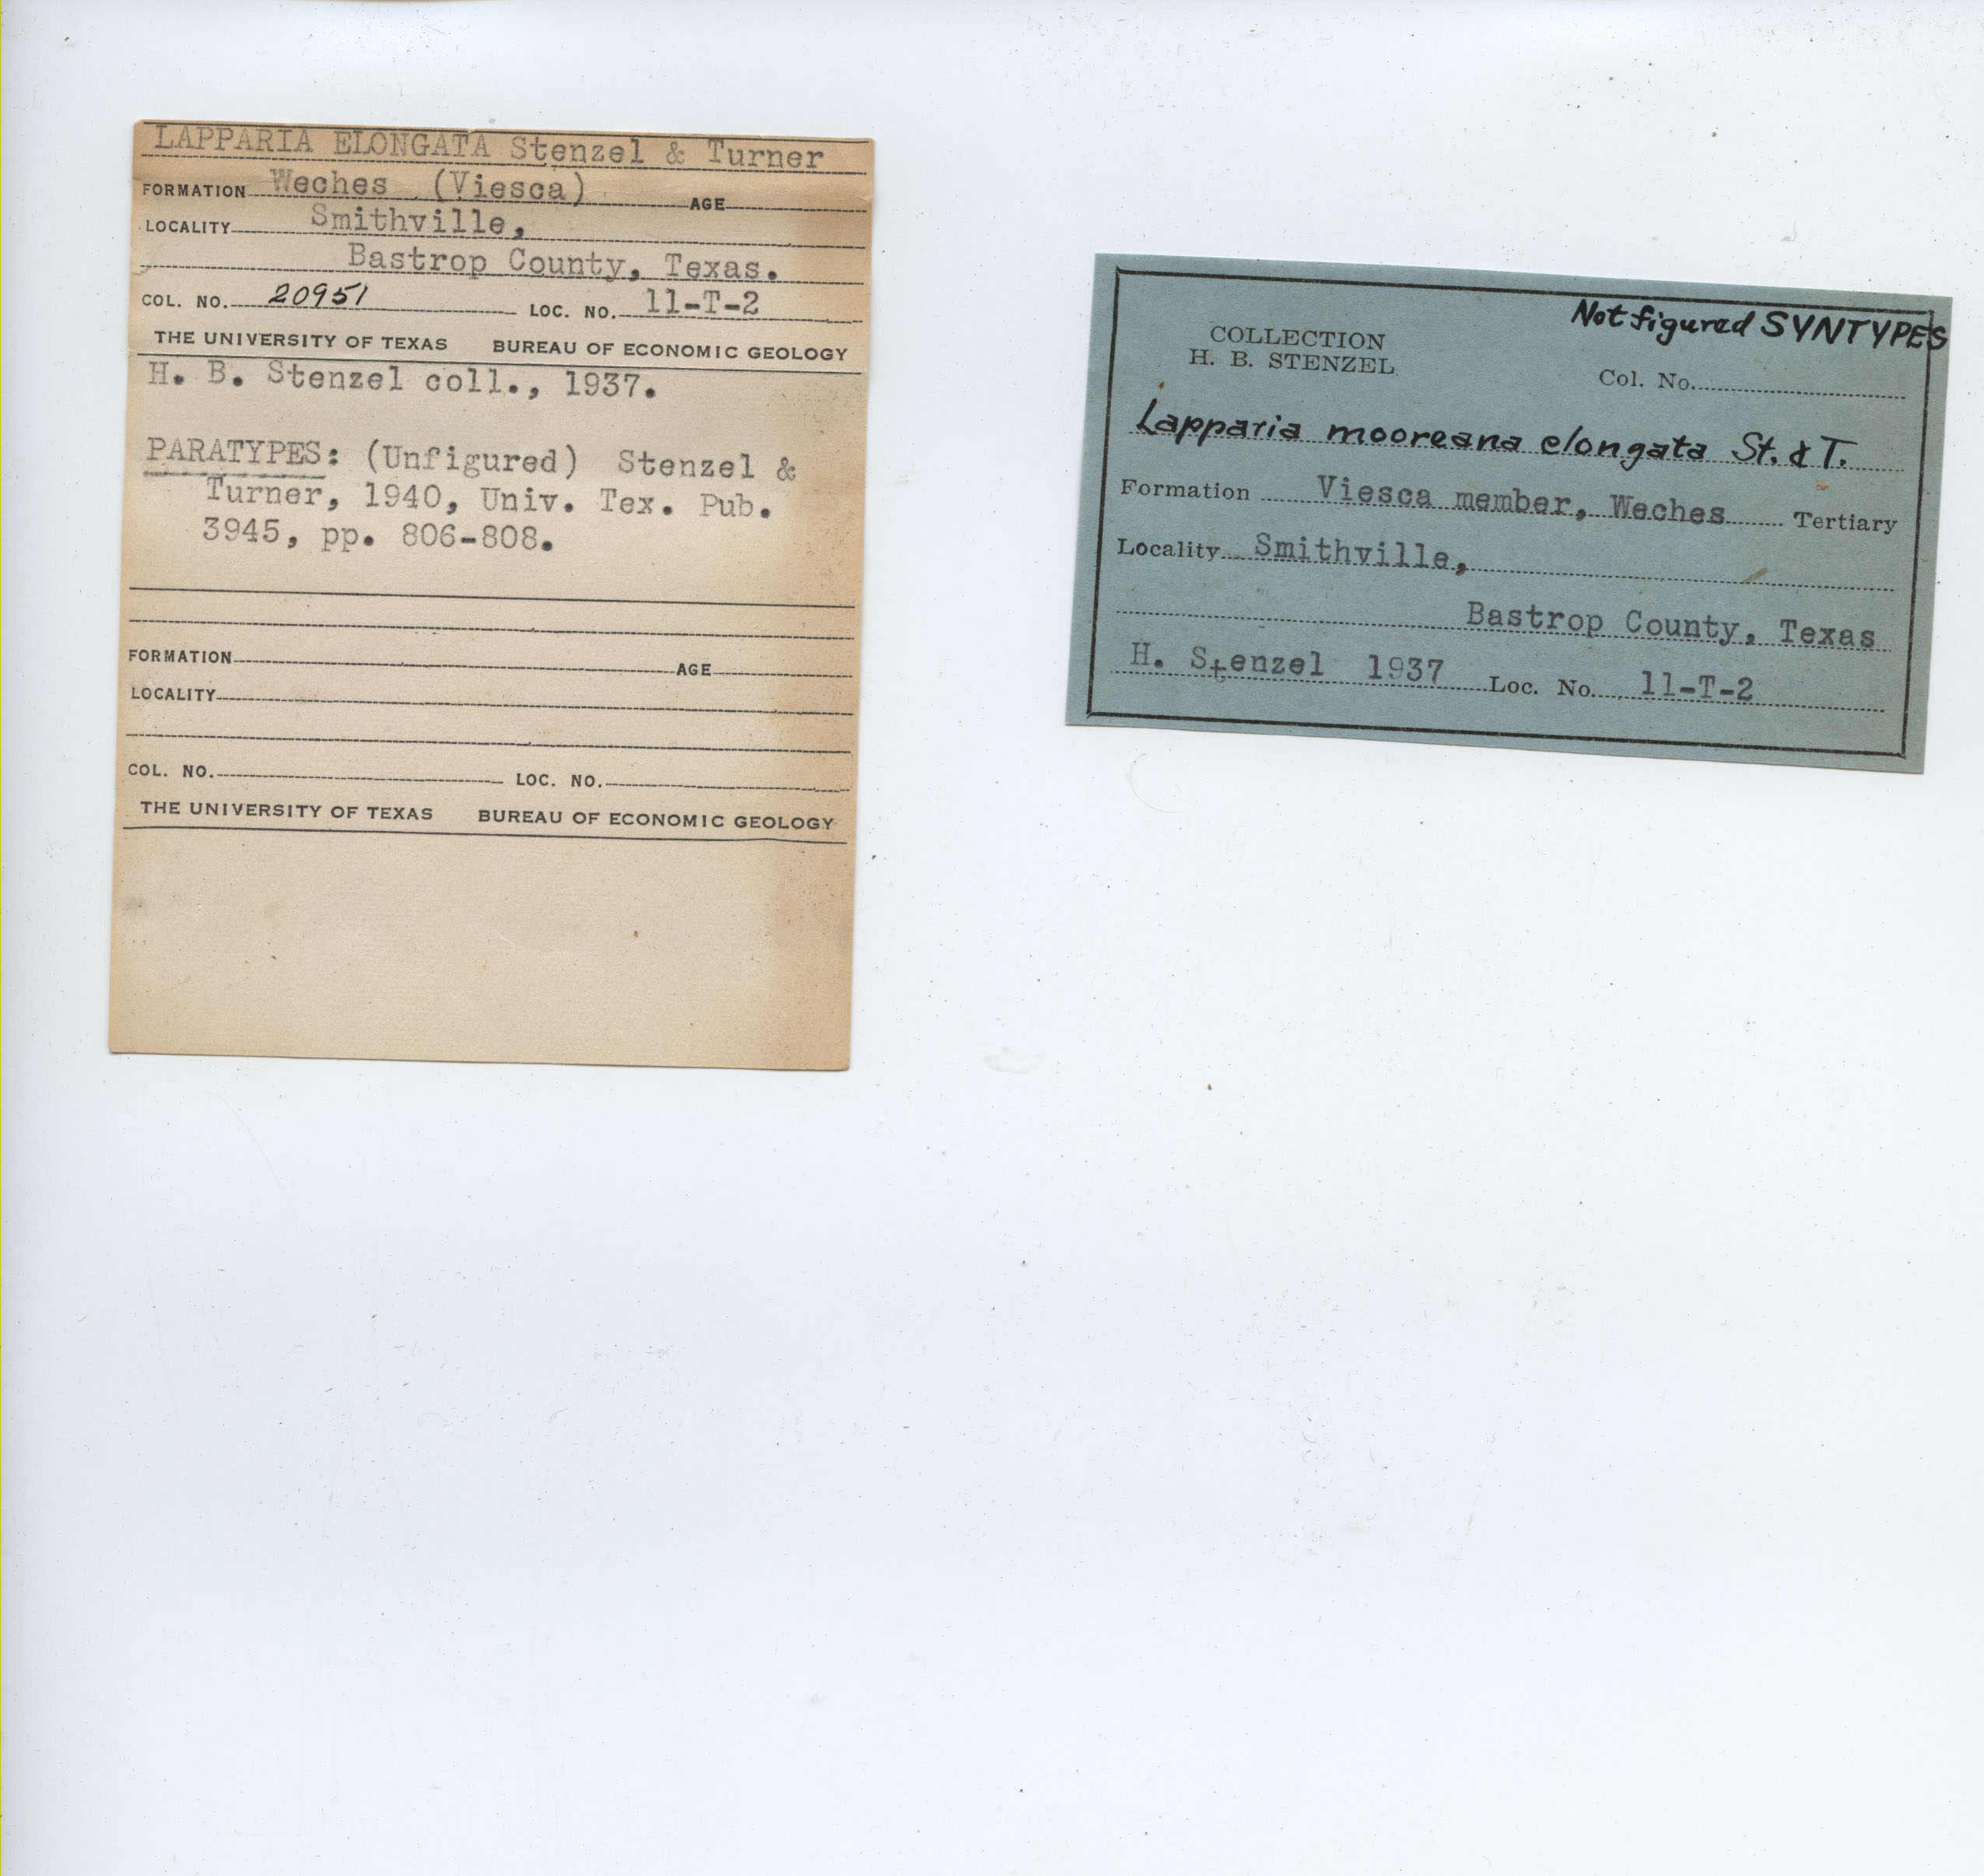 LAPPARIA ELONGATA Stenzel & Turner
FORMATION Weches (Viesca) AGE
LOCALITY Smithville,
Bastrop County, Texas.
COL. NO. 20951 LOC. NO. 11-T-2
THE UNIVERSITY OF TEXAS BUREAU OF ECONOMIC GEOLOGY
H. B. Stenzel coll., 1937.
PARATYPES: (Unfigured) Stenzel &
Turner, 1940, Univ. Tex. Pub.
3945, pp. 806-808.
FORMATION AGE
LOCALITY
COL. NO. LOC. NO.
THE UNIVERSITY OF TEXAS BUREAU OF ECONOMIC GEOLOGY
Not figured SYNTYPES
COLLECTION
H. B. STENZEL
Col. No.
Lapparia mooreana elongata St. & T.
Formation Viesca member, Weches Tertiary
Locality Smithville,
Bastrop County, Texas
H. Stenzel 1937 Loc. No. 11-T-2